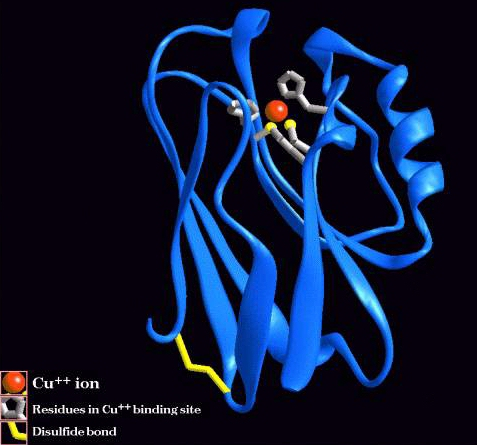 Cu⁺⁺ ion
Residues in Cu⁺⁺ binding site
Disulfide bond